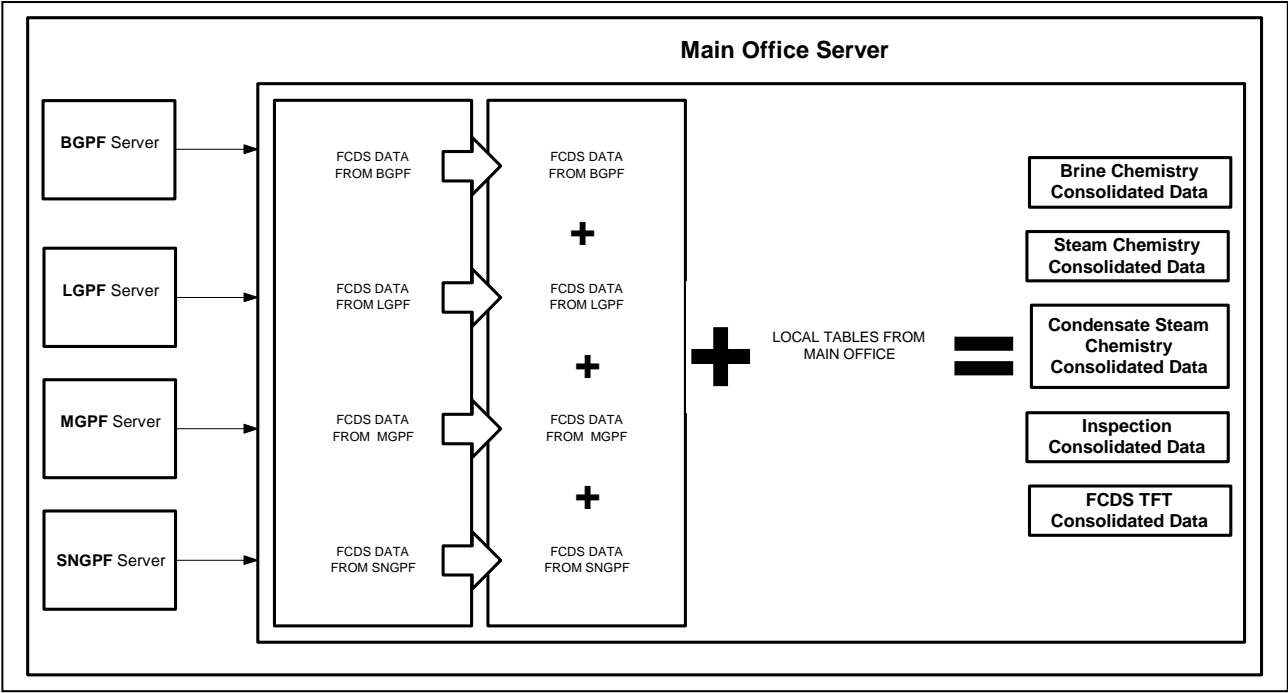 Main Office Server
BGPF Server
LGPF Server
MGPF Server
SNGPF Server
FCDS DATA
FROM BGPF
FCDS DATA
FROM LGPF
FCDS DATA
FROM MGPF
FCDS DATA
FROM SNGPF
FCDS DATA
FROM BGPF
+
FCDS DATA
FROM LGPF
+
FCDS DATA
FROM MGPF
+
FCDS DATA
FROM SNGPF
+
LOCAL TABLES FROM
MAIN OFFICE
=
Brine Chemistry
Consolidated Data
Steam Chemistry
Consolidated Data
Condensate Steam
Chemistry
Consolidated Data
Inspection
Consolidated Data
FCDS TFT
Consolidated Data